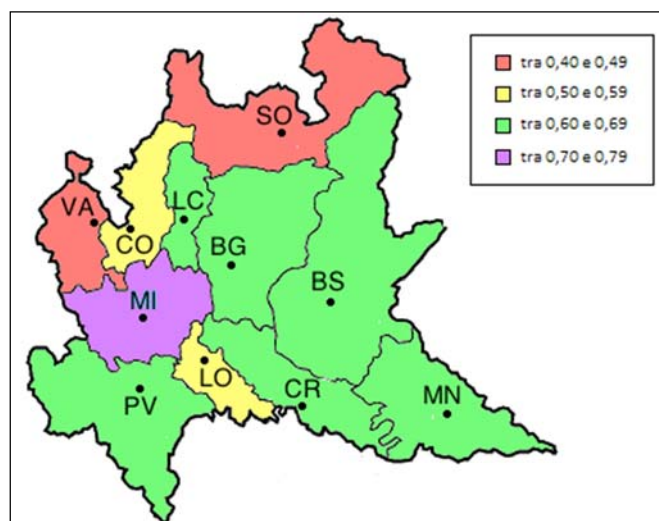 tra 0,40 e 0,49
tra 0,50 e 0,59
tra 0,60 e 0,69
tra 0,70 e 0,79
SO
VA
CO
LC
BG
BS
MI
LO
PV
CR
MN